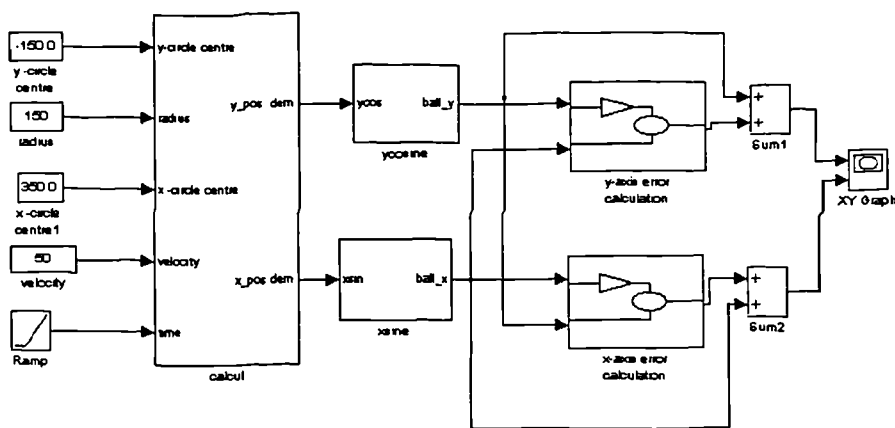 -150.0
y-circle
centre
y-circle centre
150
radius
radius
350.0
x-circle
centre1
x-circle centre
50
velocity
velocity
Ramp
time
y_pos dem
x_pos dem
calcul
ycos
ball_y
ycosine
xsin
ball_x
xsine
y-axis error
calculation
x-axis error
calculation
+
+
Sum1
+
+
Sum2
XY Graph